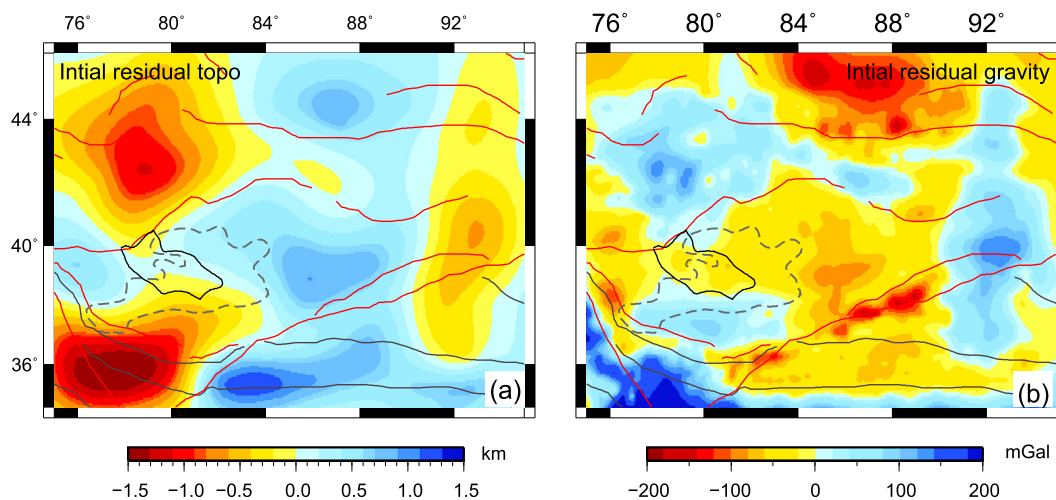 76° 80° 84° 88° 92°
76° 80° 84° 88° 92°
Intial residual topo
Intial residual gravity
44°
40°
36°
(a)
(b)
km
mGal
−1.5 −1.0 −0.5 0.0 0.5 1.0 1.5
−200 −100 0 100 200